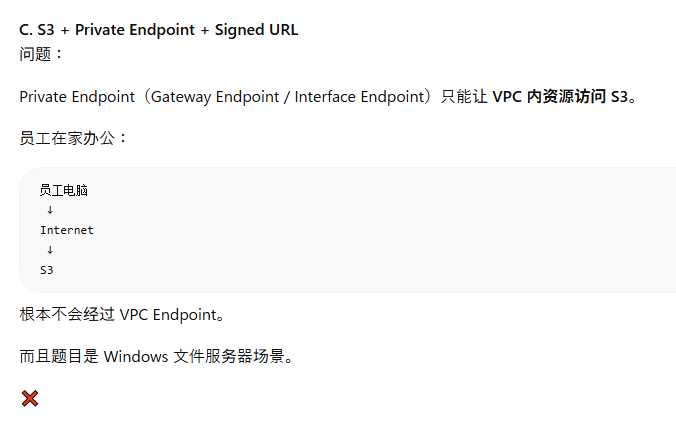 C. S3 + Private Endpoint + Signed URL
问题：
Private Endpoint（Gateway Endpoint / Interface Endpoint）只能让 VPC 内资源访问 S3。
员工在家办公：
员工电脑
↓
Internet
↓
S3
根本不会经过 VPC Endpoint。
而且题目是 Windows 文件服务器场景。
❌